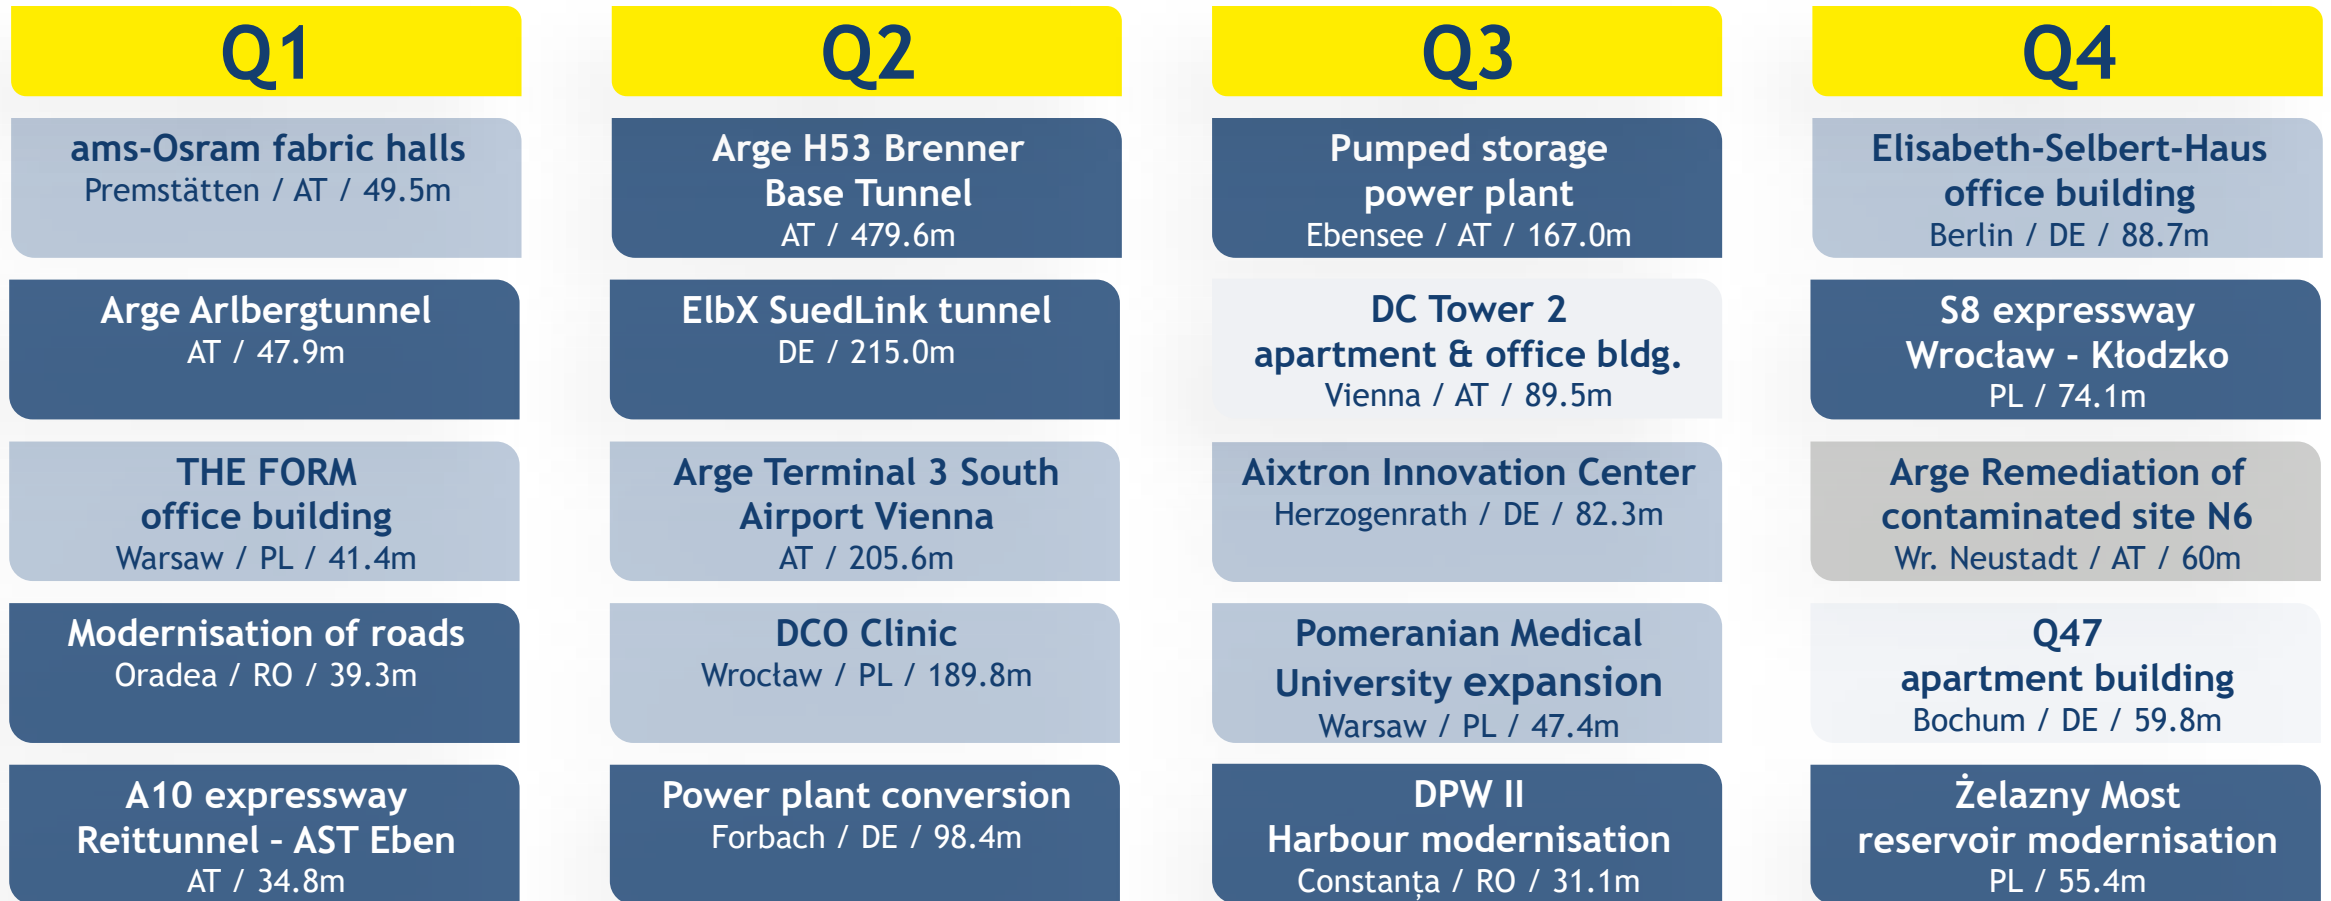 Q1
ams-Osram fabric halls
Premstätten / AT / 49.5m
Arge Arlbergtunnel
AT / 47.9m
THE FORM
office building
Warsaw / PL / 41.4m
Modernisation of roads
Oradea / RO / 39.3m
A10 expressway
Reittunnel – AST Eben
AT / 34.8m
Q2
Arge H53 Brenner
Base Tunnel
AT / 479.6m
ElbX SuedLink tunnel
DE / 215.0m
Arge Terminal 3 South
Airport Vienna
AT / 205.6m
DCO Clinic
Wrocław / PL / 189.8m
Power plant conversion
Forbach / DE / 98.4m
Q3
Pumped storage
power plant
Ebensee / AT / 167.0m
DC Tower 2
apartment & office bldg.
Vienna / AT / 89.5m
Aixtron Innovation Center
Herzogenrath / DE / 82.3m
Pomeranian Medical
University expansion
Warsaw / PL / 47.4m
DPW II
Harbour modernisation
Constanța / RO / 31.1m
Q4
Elisabeth-Selbert-Haus
office building
Berlin / DE / 88.7m
S8 expressway
Wrocław - Kłodzko
PL / 74.1m
Arge Remediation of
contaminated site N6
Wr. Neustadt / AT / 60m
Q47
apartment building
Bochum / DE / 59.8m
Żelazny Most
reservoir modernisation
PL / 55.4m